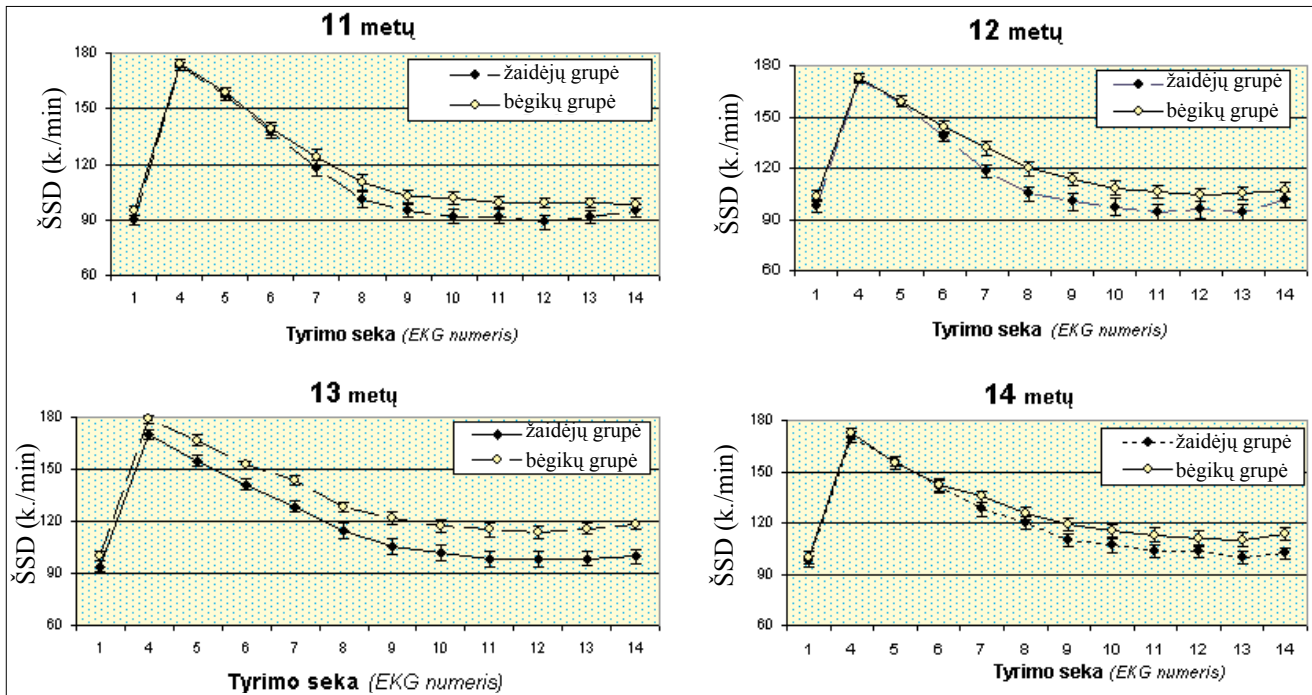 11 metų
180
150
120
90
60
ŠSD (k./min)
žaidėjų grupė
bėgikų grupė
1 4 5 6 7 8 9 10 11 12 13 14
Tyrimo seka (EKG numeris)
12 metų
180
150
120
90
60
ŠSD (k./min)
žaidėjų grupė
bėgikų grupė
1 4 5 6 7 8 9 10 11 12 13 14
Tyrimo seka (EKG numeris)
13 metų
180
150
120
90
60
ŠSD (k./min)
žaidėjų grupė
bėgikų grupė
1 4 5 6 7 8 9 10 11 12 13 14
Tyrimo seka (EKG numeris)
14 metų
180
150
120
90
60
ŠSD (k./min)
žaidėjų grupė
bėgikų grupė
1 4 5 6 7 8 9 10 11 12 13 14
Tyrimo seka (EKG numeris)